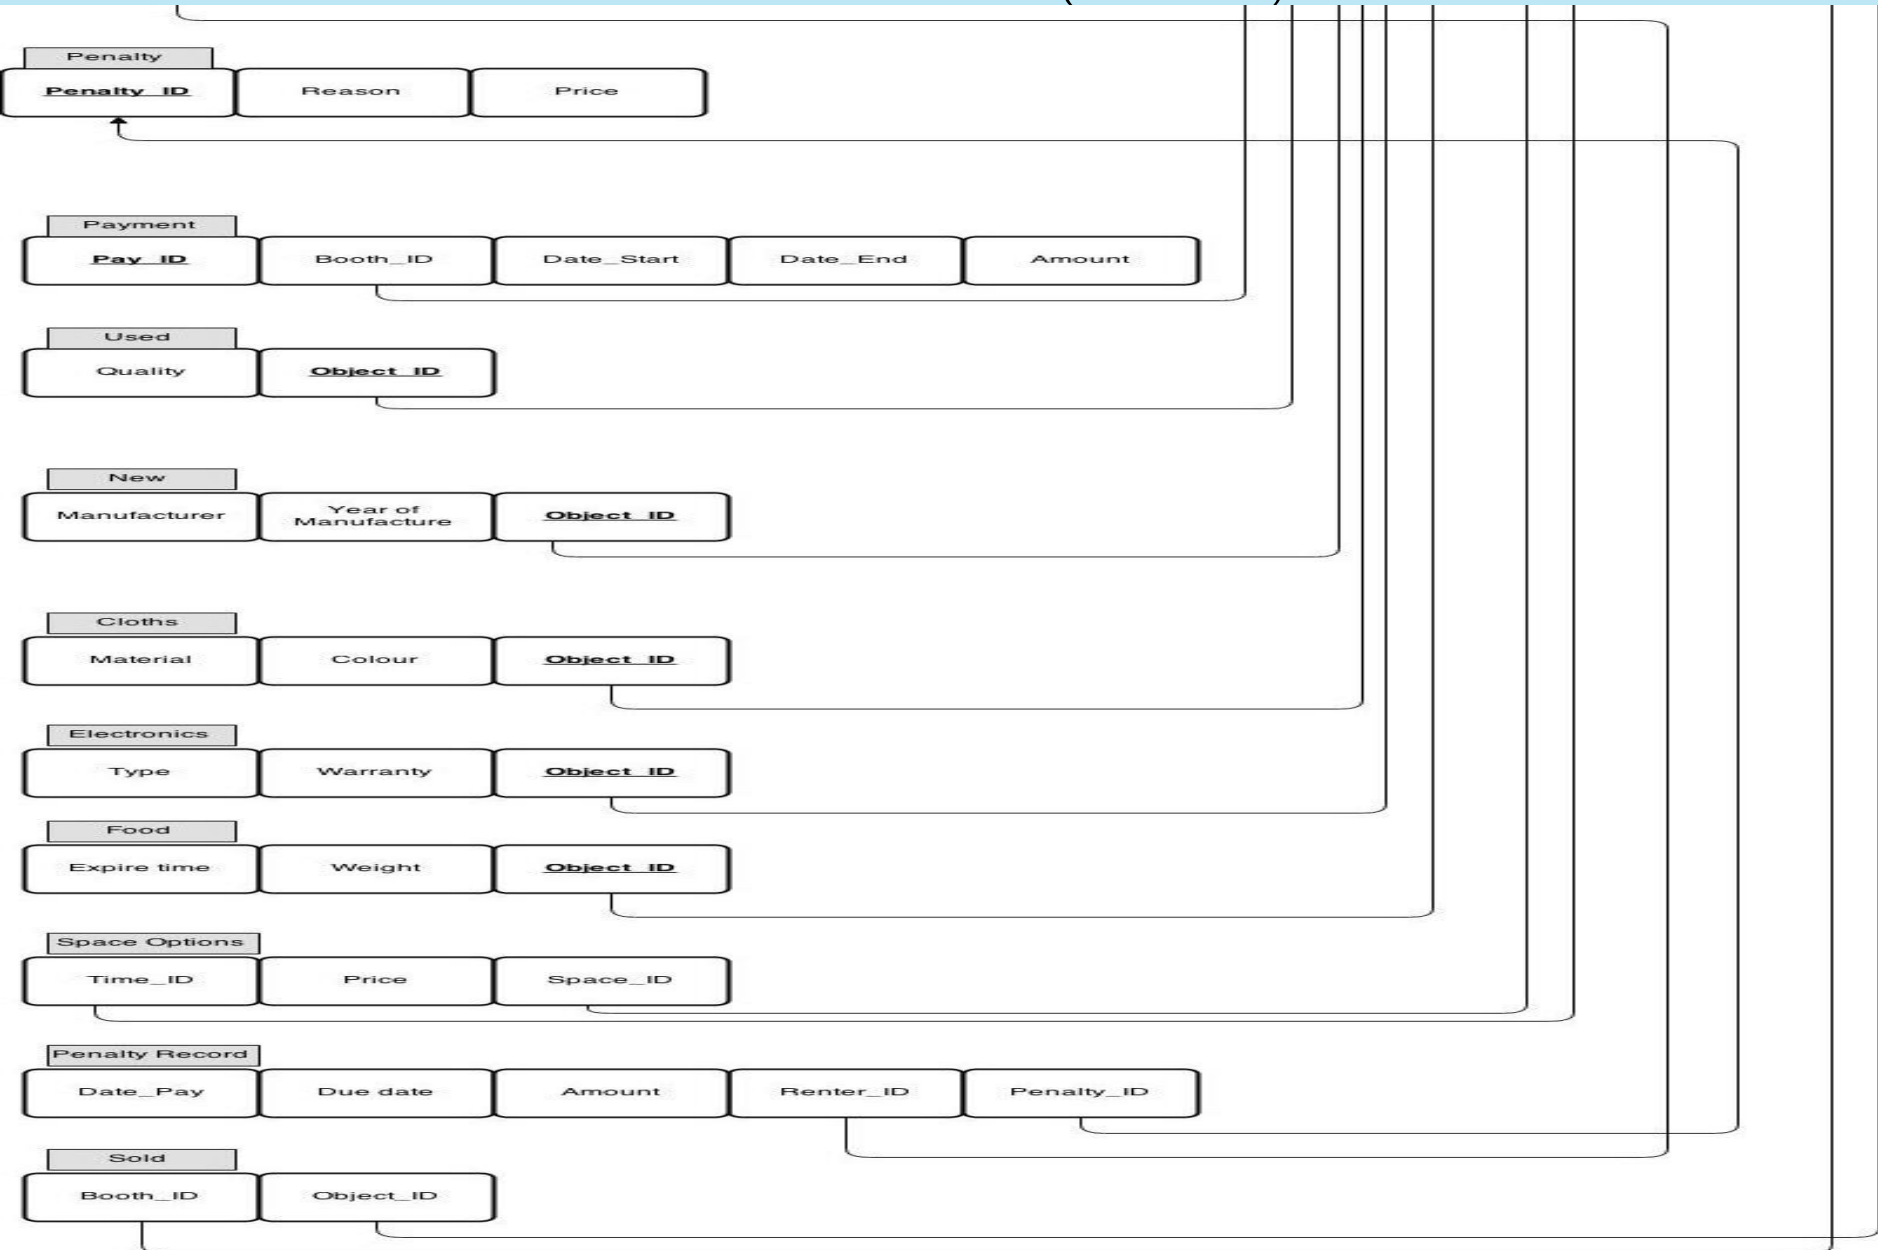 Penalty
Penalty_ID Reason Price
Payment
Pay_ID Booth_ID Date_Start Date_End Amount
Used
Quality Object_ID
New
Manufacturer Year of Manufacture Object_ID
Cloths
Material Colour Object_ID
Electronics
Type Warranty Object_ID
Food
Expire time Weight Object_ID
Space Options
Time_ID Price Space_ID
Penalty Record
Date_Pay Due date Amount Renter_ID Penalty_ID
Sold
Booth_ID Object_ID